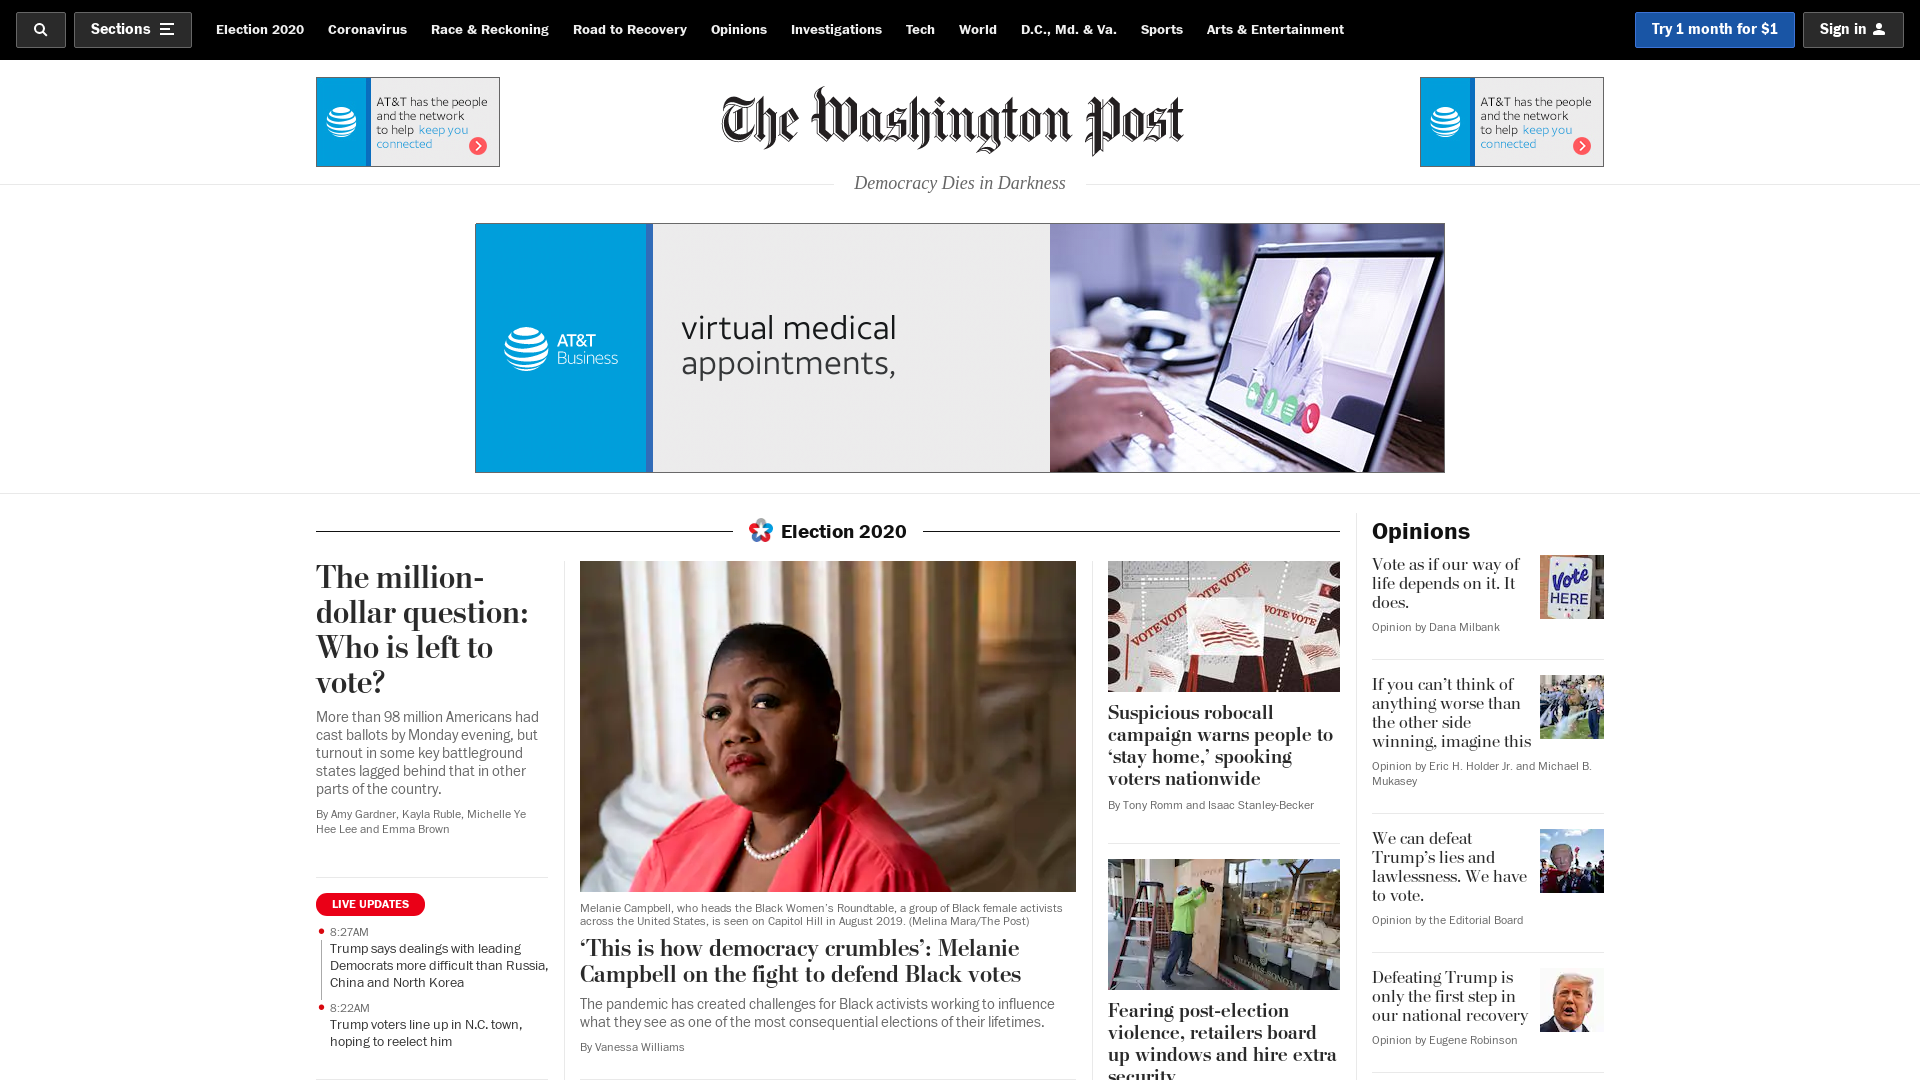 Sections
Election 2020
Coronavirus
Race & Reckoning
Road to Recovery
Opinions
Investigations
Tech
World
D.C., Md. & Va.
Sports
Arts & Entertainment
Try 1 month for $1
Sign in
AT&T has the people
and the network
to help keep you
connected
The Washington Post
AT&T has the people
and the network
to help keep you
connected
Democracy Dies in Darkness
AT&T
Business
virtual medical
appointments,
Election 2020
The million-
dollar question:
Who is left to
vote?
More than 98 million Americans had
cast ballots by Monday evening, but
turnout in some key battleground
states lagged behind that in other
parts of the country.
By Amy Gardner, Kayla Ruble, Michelle Ye
Hee Lee and Emma Brown
LIVE UPDATES
8:27AM
Trump says dealings with leading
Democrats more difficult than Russia,
China and North Korea
8:22AM
Trump voters line up in N.C. town,
hoping to reelect him
Melanie Campbell, who heads the Black Women’s Roundtable, a group of Black female activists
across the United States, is seen on Capitol Hill in August 2019. (Melina Mara/The Post)
‘This is how democracy crumbles’: Melanie
Campbell on the fight to defend Black votes
The pandemic has created challenges for Black activists working to influence
what they see as one of the most consequential elections of their lifetimes.
By Vanessa Williams
VOTE VOTE VOTE
VOTE VOTE
Suspicious robocall
campaign warns people to
‘stay home,’ spooking
voters nationwide
By Tony Romm and Isaac Stanley-Becker
WILLIAMS-SONOMA
Fearing post-election
violence, retailers board
up windows and hire extra
security
Opinions
Vote as if our way of
life depends on it. It
does.
Opinion by Dana Milbank
Vote
HERE
If you can’t think of
anything worse than
the other side
winning, imagine this
Opinion by Eric H. Holder Jr. and Michael B.
Mukasey
We can defeat
Trump’s lies and
lawlessness. We have
to vote.
Opinion by the Editorial Board
Defeating Trump is
only the first step in
our national recovery
Opinion by Eugene Robinson